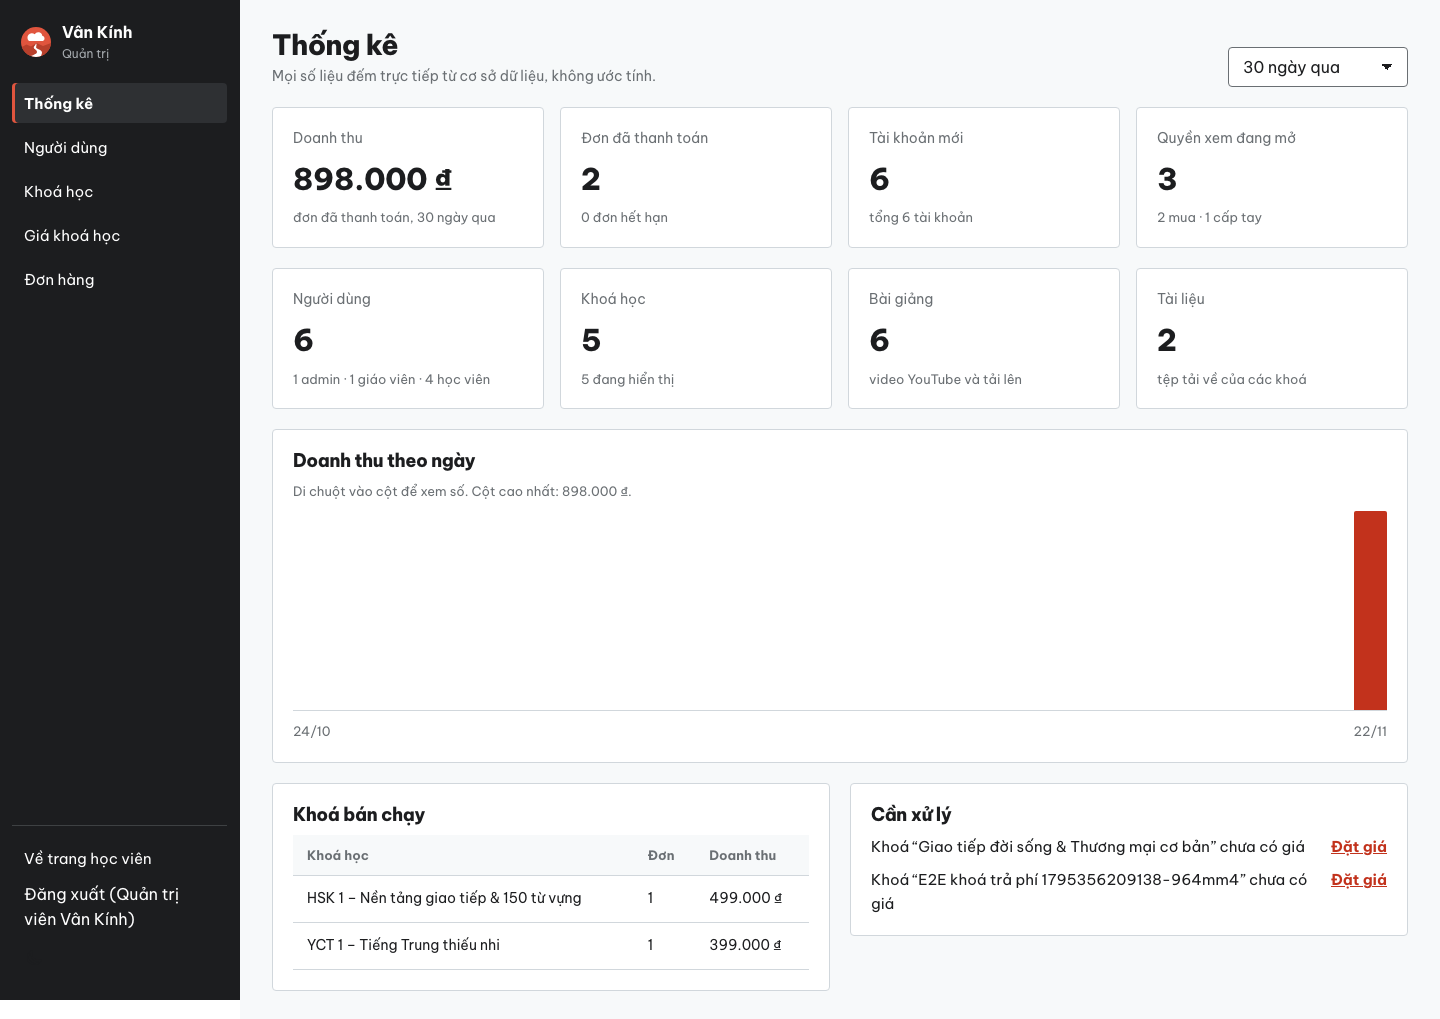 Vân Kính
Quản trị
Thống kê
Người dùng
Khoá học
Giá khoá học
Đơn hàng
Về trang học viên
Đăng xuất (Quản trị
viên Vân Kính)
Thống kê
Mọi số liệu đếm trực tiếp từ cơ sở dữ liệu, không ước tính.
30 ngày qua
Doanh thu
898.000 ₫
đơn đã thanh toán, 30 ngày qua
Đơn đã thanh toán
2
0 đơn hết hạn
Tài khoản mới
6
tổng 6 tài khoản
Quyền xem đang mở
3
2 mua · 1 cấp tay
Người dùng
6
1 admin · 1 giáo viên · 4 học viên
Khoá học
5
5 đang hiển thị
Bài giảng
6
video YouTube và tải lên
Tài liệu
2
tệp tải về của các khoá
Doanh thu theo ngày
Di chuột vào cột để xem số. Cột cao nhất: 898.000 ₫.
24/10 22/11
Khoá bán chạy
Khoá học Đơn Doanh thu
HSK 1 – Nền tảng giao tiếp & 150 từ vựng 1 499.000 ₫
YCT 1 – Tiếng Trung thiếu nhi 1 399.000 ₫
Cần xử lý
Khoá “Giao tiếp đời sống & Thương mại cơ bản” chưa có giá Đặt giá
Khoá “E2E khoá trả phí 1795356209138-964mm4” chưa có Đặt giá
giá